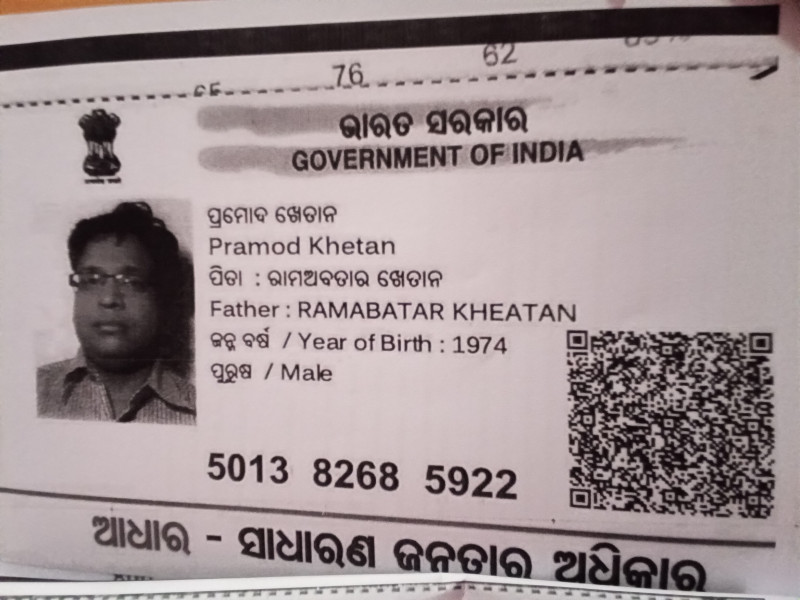 76 62
ଭାରତ ସରକାର
GOVERNMENT OF INDIA
ପ୍ରମୋଦ ଖେତାନ
Pramod Khetan
ପିତା : ରାମଅବତାର ଖେତାନ
Father : RAMABATAR KHEATAN
ଜନ୍ମ ବର୍ଷ / Year of Birth : 1974
ପୁରୁଷ / Male
5013 8268 5922
ଆଧାର - ସାଧାରଣ ଜନତାର ଅଧିକାର